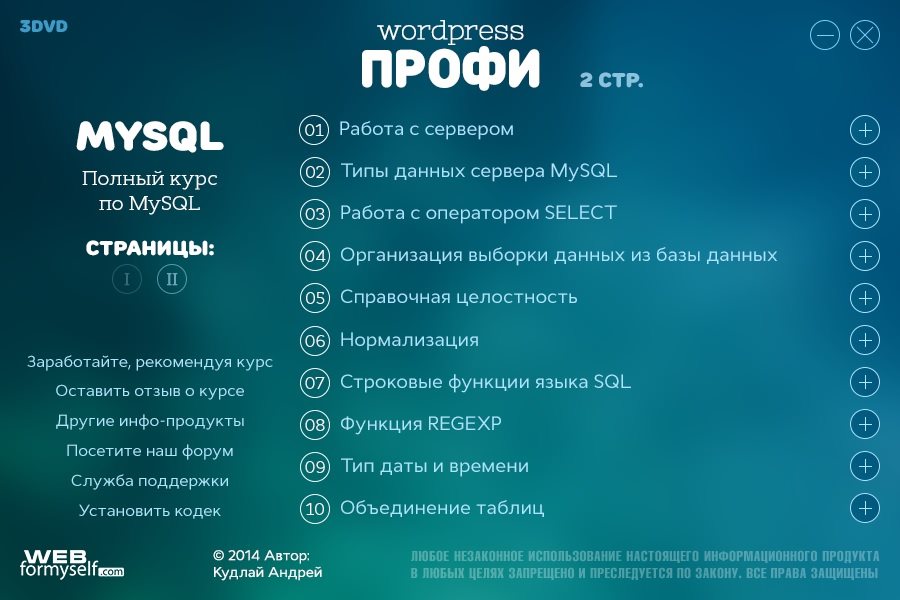 3DVD
wordpress
ПРОФИ
2 СТР.
MYSQL
Полный курс
по MySQL
СТРАНИЦЫ:
I II
Заработайте, рекомендуя курс
Оставить отзыв о курсе
Другие инфо-продукты
Посетите наш форум
Служба поддержки
Установить кодек
01 Работа с сервером
02 Типы данных сервера MySQL
03 Работа с оператором SELECT
04 Организация выборки данных из базы данных
05 Справочная целостность
06 Нормализация
07 Строковые функции языка SQL
08 Функция REGEXP
09 Тип даты и времени
10 Объединение таблиц
WEB
formyself.com
© 2014 Автор:
Кудлай Андрей
ЛЮБОЕ НЕЗАКОННОЕ ИСПОЛЬЗОВАНИЕ НАСТОЯЩЕГО ИНФОРМАЦИОННОГО ПРОДУКТА
В ЛЮБЫХ ЦЕЛЯХ ЗАПРЕЩЕНО И ПРЕСЛЕДУЕТСЯ ПО ЗАКОНУ. ВСЕ ПРАВА ЗАЩИЩЕНЫ